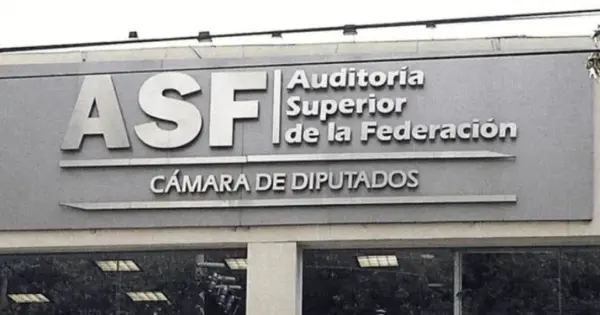 ASF
Auditoría
Superior
de la Federación
CÁMARA DE DIPUTADOS